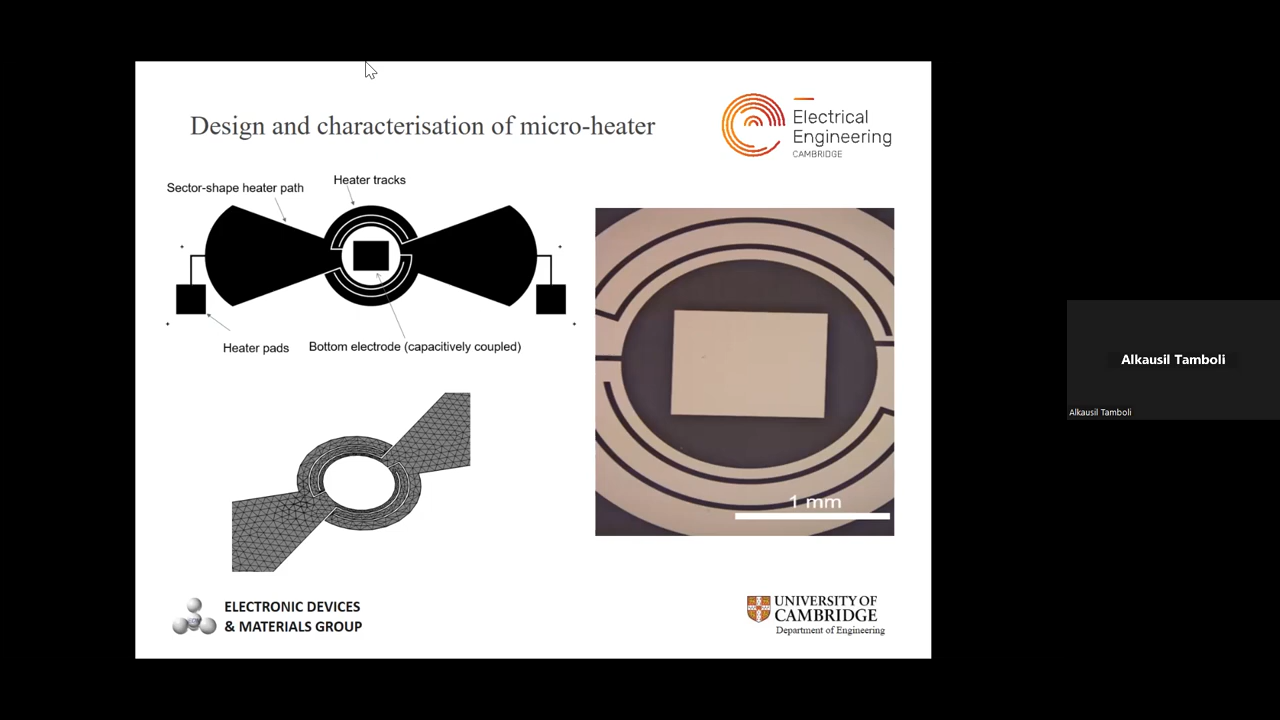 Design and characterisation of micro-heater
Electrical
Engineering
CAMBRIDGE
Sector-shape heater path
Heater tracks
Heater pads
Bottom electrode (capacitively coupled)
1 mm
ELECTRONIC DEVICES
& MATERIALS GROUP
UNIVERSITY OF
CAMBRIDGE
Department of Engineering
Alkausil Tamboli
Alkausil Tamboli